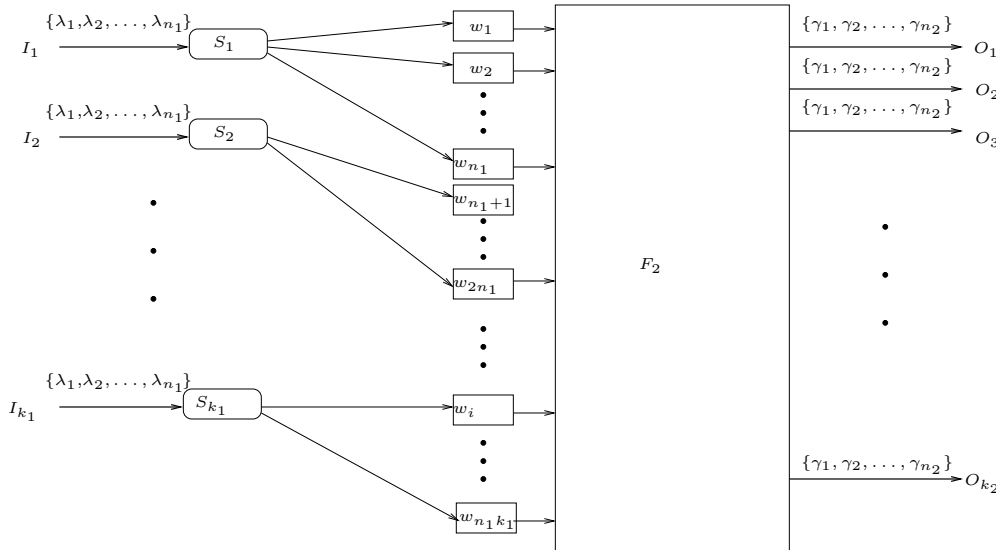 {λ₁,λ₂,...,λₙ₁}
I₁
S₁
w₁
w₂
wₙ₁
{λ₁,λ₂,...,λₙ₁}
I₂
S₂
wₙ₁₊₁
w₂ₙ₁
{λ₁,λ₂,...,λₙ₁}
Iₖ₁
Sₖ₁
wᵢ
wₙ₁ₖ₁
F₂
{γ₁,γ₂,...,γₙ₂}
O₁
{γ₁,γ₂,...,γₙ₂}
O₂
{γ₁,γ₂,...,γₙ₂}
O₃
{γ₁,γ₂,...,γₙ₂}
Oₖ₂